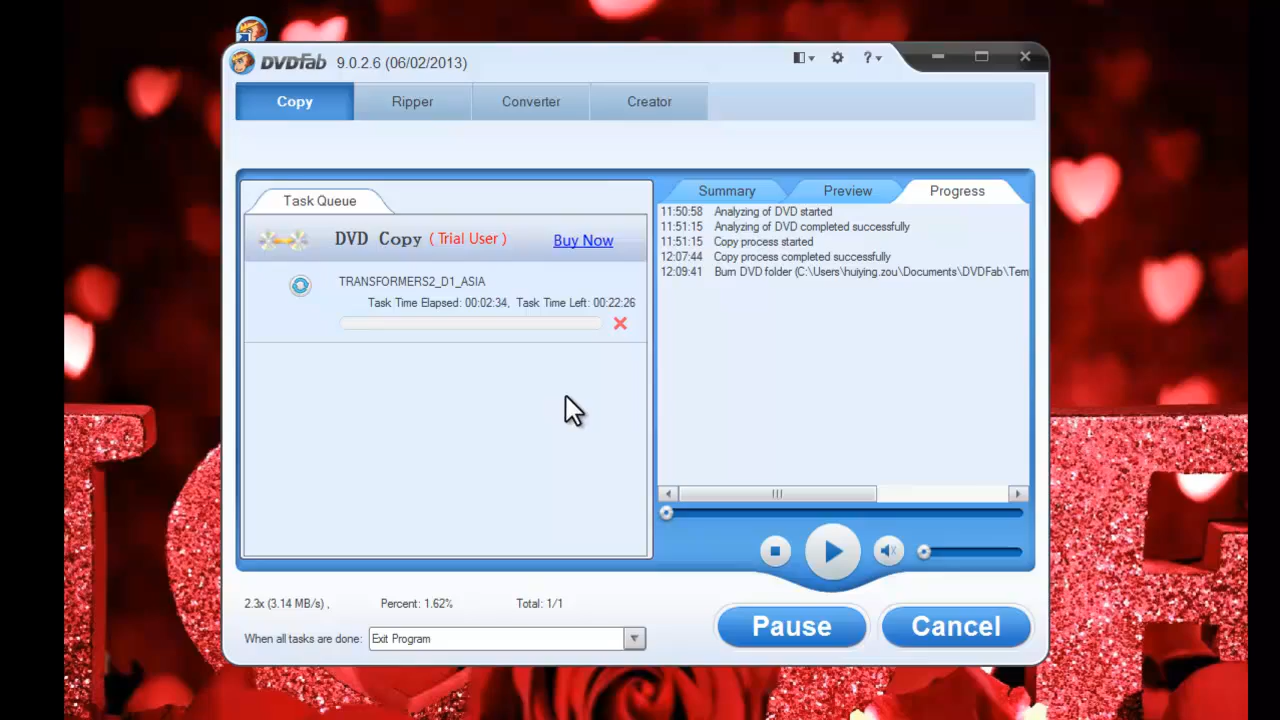 DVDFab 9.0.2.6 (06/02/2013)
?
Copy
Ripper
Converter
Creator
Task Queue
DVD Copy ( Trial User )
Buy Now
TRANSFORMERS2_D1_ASIA
Task Time Elapsed: 00:02:34, Task Time Left: 00:22:26
Summary
Preview
Progress
11:50:58 Analyzing of DVD started
11:51:15 Analyzing of DVD completed successfully
11:51:15 Copy process started
12:07:44 Copy process completed successfully
12:09:41 Burn DVD folder (C:\Users\huiying.zou\Documents\DVDFab\Tem
2.3x (3.14 MB/s) ,
Percent: 1.62%
Total: 1/1
When all tasks are done: Exit Program
Pause
Cancel